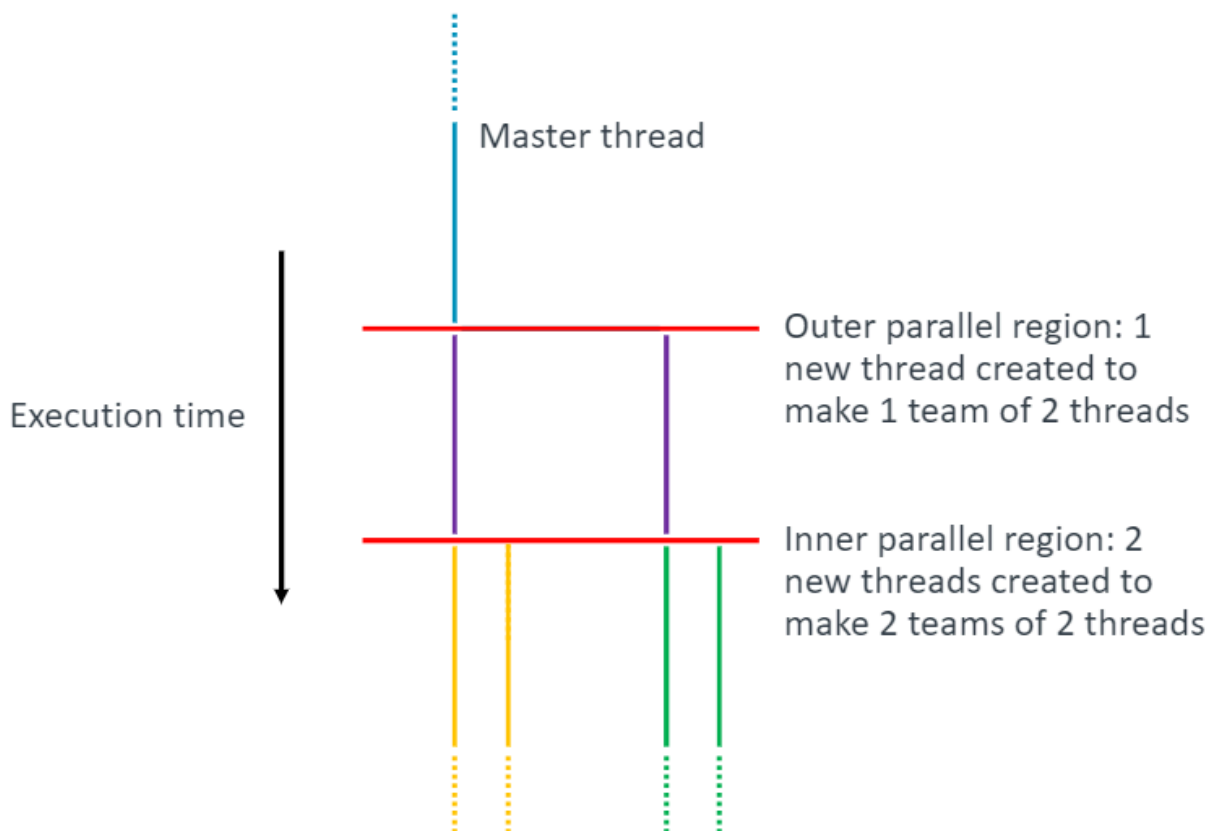 Master thread
Outer parallel region: 1
new thread created to
make 1 team of 2 threads
Execution time
Inner parallel region: 2
new threads created to
make 2 teams of 2 threads